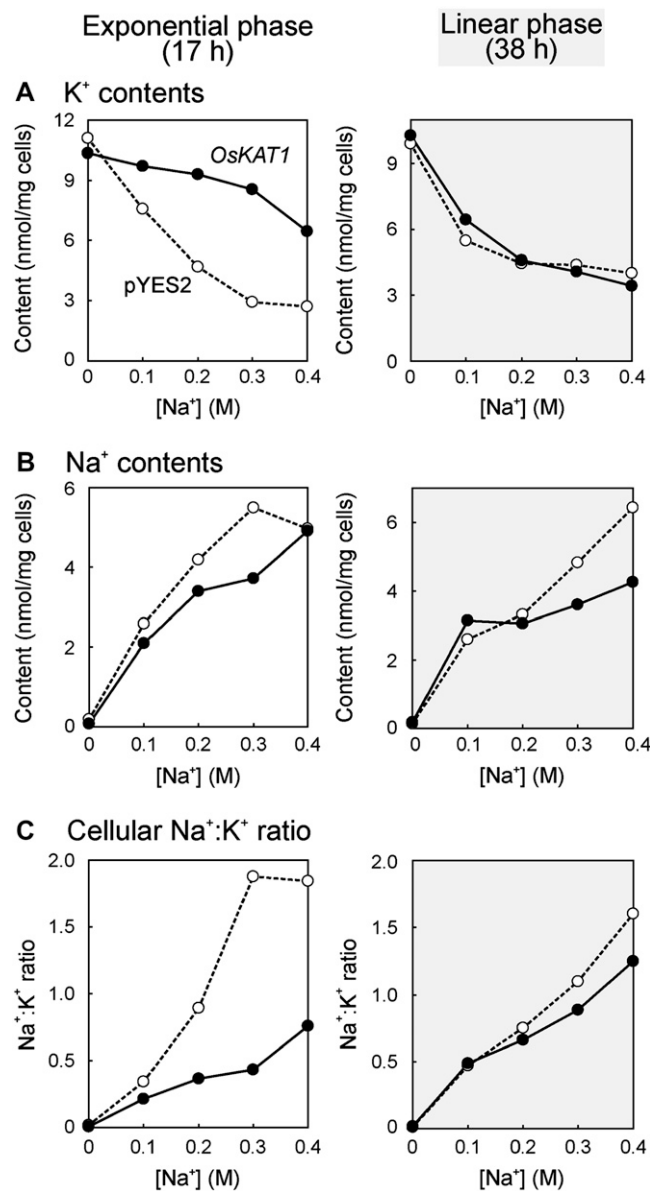 Exponential phase
(17 h)
Linear phase
(38 h)
A K⁺ contents
Content (nmol/mg cells)
12
9
6
3
0
OsKAT1
pYES2
0 0.1 0.2 0.3 0.4
[Na⁺] (M)
Content (nmol/mg cells)
9
6
3
0
0 0.1 0.2 0.3 0.4
[Na⁺] (M)
B Na⁺ contents
Content (nmol/mg cells)
6
4
2
0
0 0.1 0.2 0.3 0.4
[Na⁺] (M)
Content (nmol/mg cells)
6
4
2
0
0 0.1 0.2 0.3 0.4
[Na⁺] (M)
C Cellular Na⁺:K⁺ ratio
Na⁺:K⁺ ratio
2.0
1.5
1.0
0.5
0
0 0.1 0.2 0.3 0.4
[Na⁺] (M)
Na⁺:K⁺ ratio
2.0
1.5
1.0
0.5
0
0 0.1 0.2 0.3 0.4
[Na⁺] (M)